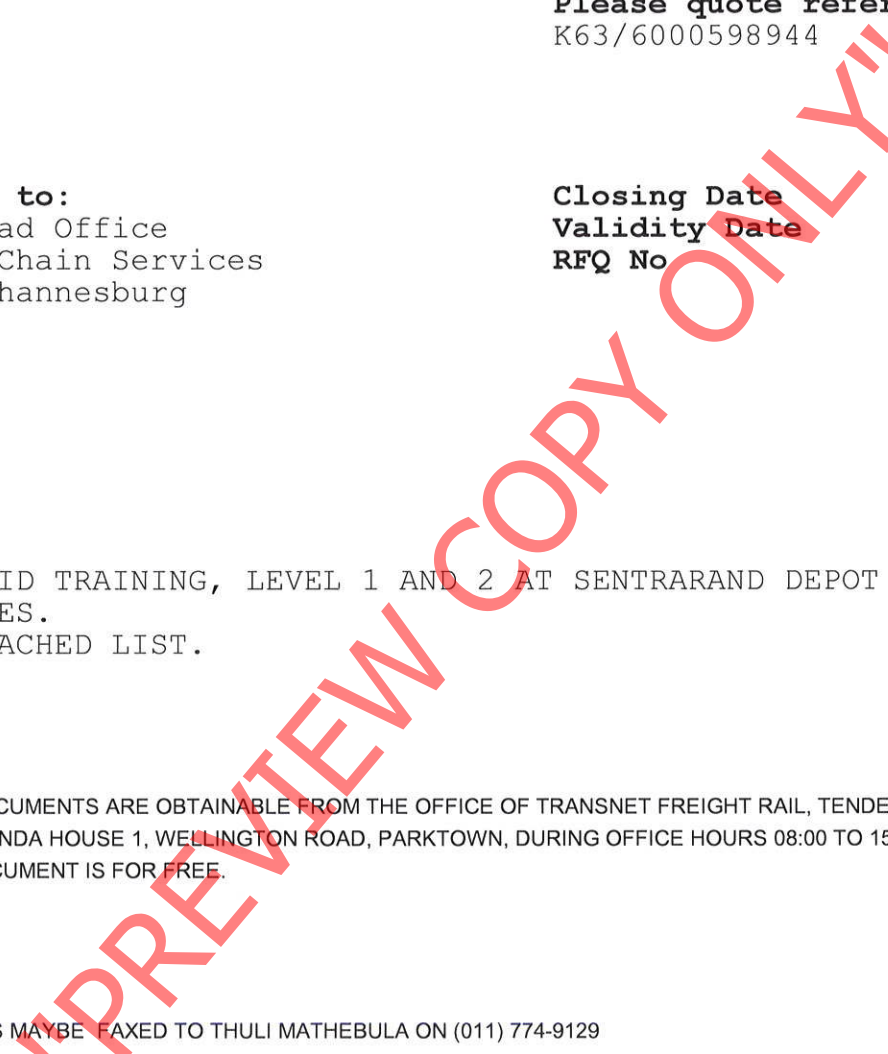 Please quote refer
K63/6000598944
to:
ad Office
Chain Services
hannesburg
Closing Date
Validity Date
RFQ No
ID TRAINING, LEVEL 1 AND 2 AT SENTRARAND DEPOT
ES.
ACHED LIST.
CUMENTS ARE OBTAINABLE FROM THE OFFICE OF TRANSNET FREIGHT RAIL, TENDE
NDA HOUSE 1, WELLINGTON ROAD, PARKTOWN, DURING OFFICE HOURS 08:00 TO 15
CUMENT IS FOR FREE.
S MAYBE FAXED TO THULI MATHEBULA ON (011) 774-9129
"PREVIEW COPY ONLY"